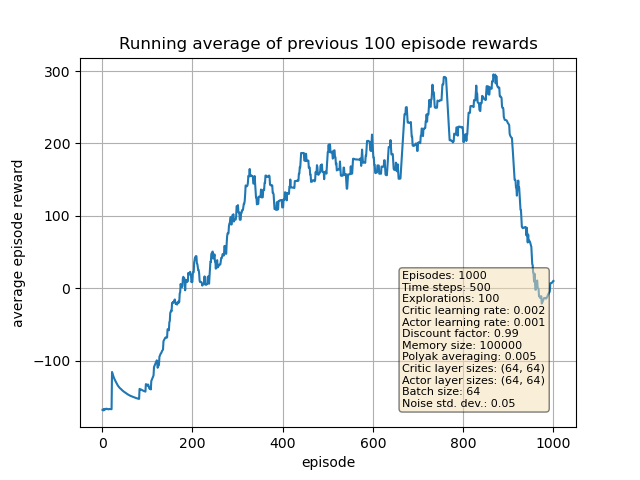 Running average of previous 100 episode rewards
300
200
100
0
−100
average episode reward
Episodes: 1000
Time steps: 500
Explorations: 100
Critic learning rate: 0.002
Actor learning rate: 0.001
Discount factor: 0.99
Memory size: 100000
Polyak averaging: 0.005
Critic layer sizes: (64, 64)
Actor layer sizes: (64, 64)
Batch size: 64
Noise std. dev.: 0.05
0 200 400 600 800 1000
episode